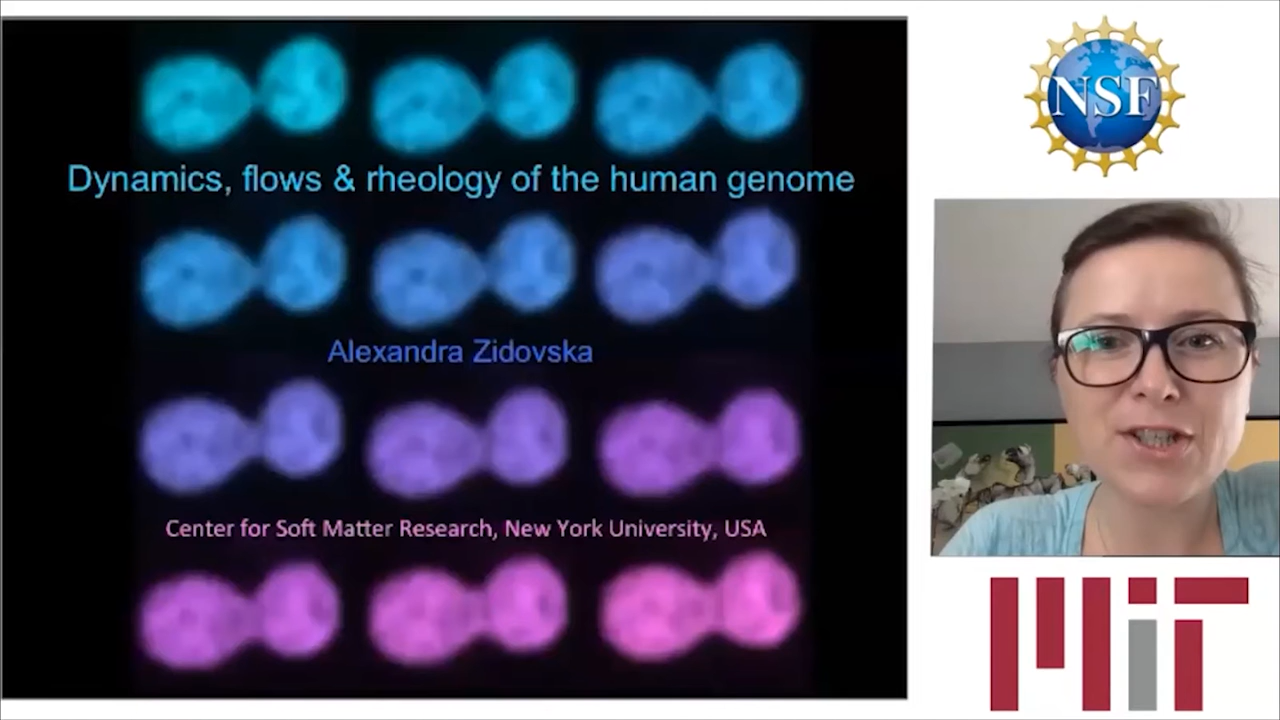 Dynamics, flows & rheology of the human genome
Alexandra Zidovska
Center for Soft Matter Research, New York University, USA
NSF
MIT